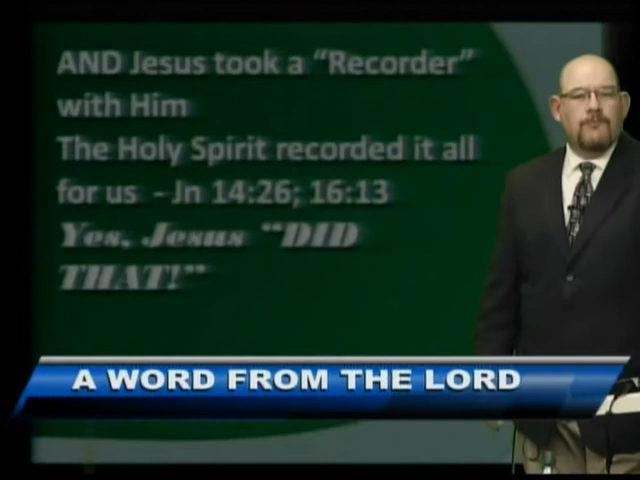 AND Jesus took a “Recorder”
with Him
The Holy Spirit recorded it all
for us - Jn 14:26; 16:13
Yes, Jesus “DID
THAT!”
A WORD FROM THE LORD